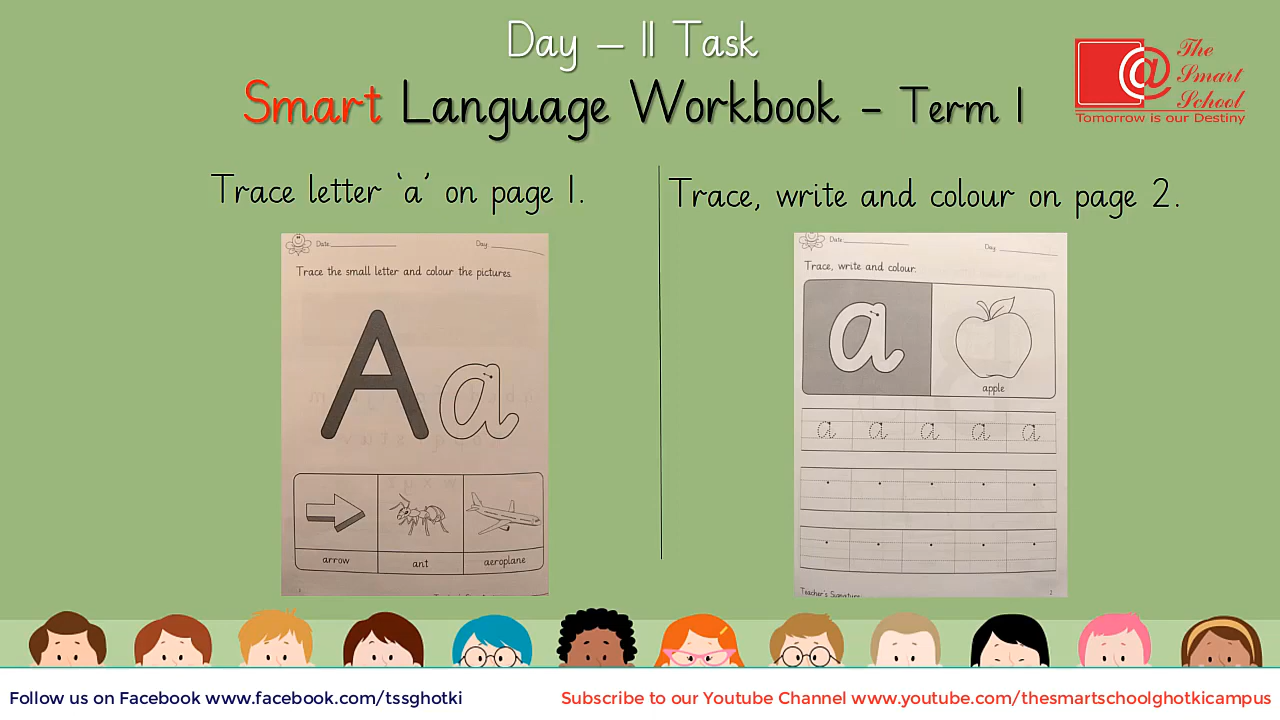 Day – 11 Task
Smart Language Workbook – Term 1
The
Smart
School
Tomorrow is our Destiny
Trace letter ‘a’ on page 1.
Date:
Day:
Trace the small letter and colour the pictures.
A a
arrow ant aeroplane
1
Trace, write and colour on page 2.
Date:
Day:
Trace, write and colour.
a
apple
a a a a a
Teacher's Signature
2
Follow us on Facebook www.facebook.com/tssghotki
Subscribe to our Youtube Channel www.youtube.com/thesmartschoolghotkicampus